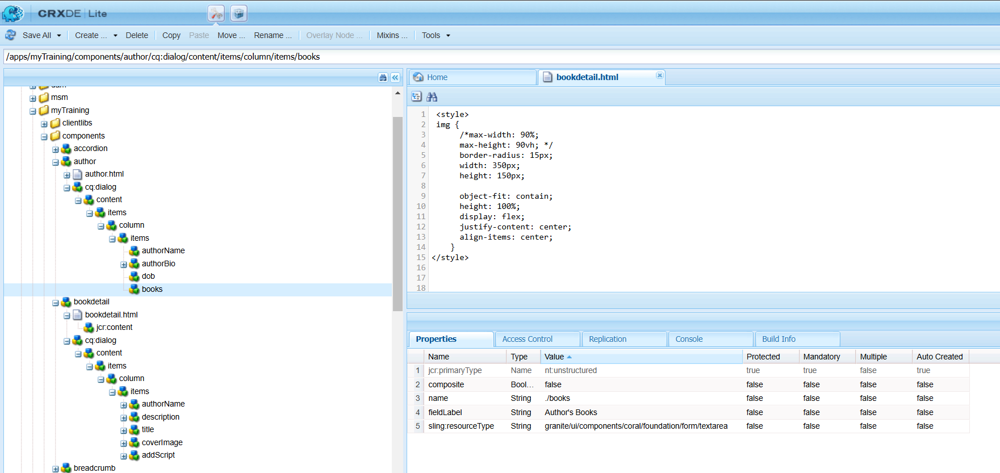 CRXDE | Lite
Save All Create ... Delete Copy Paste Move ... Rename ... Overlay Node ... Mixins ... Tools
/apps/myTraining/components/author/cq:dialog/content/items/column/items/books
msm
myTraining
clientlibs
components
accordion
author
author.html
cq:dialog
content
items
column
items
authorName
authorBio
dob
books
bookdetail
bookdetail.html
jcr:content
cq:dialog
content
items
column
items
authorName
description
title
coverImage
addScript
breadcrumb
Home bookdetail.html
1 <style>
2 img {
3 /*max-width: 90%;
4 max-height: 90vh; */
5 border-radius: 15px;
6 width: 350px;
7 height: 150px;
8
9 object-fit: contain;
10 height: 100%;
11 display: flex;
12 justify-content: center;
13 align-items: center;
14 }
15 </style>
16
17
18
Properties Access Control Replication Console Build Info
Name Type Value Protected Mandatory Multiple Auto Created
1 jcr:primaryType Name nt:unstructured true true false true
2 composite Bool... false false false false false
3 name String ./books false false false false
4 fieldLabel String Author's Books false false false false
5 sling:resourceType String granite/ui/components/coral/foundation/form/textarea false false false false